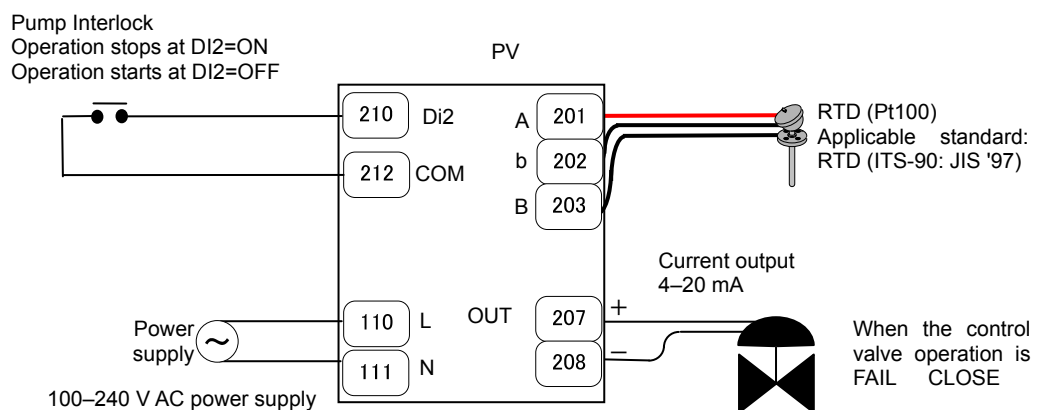 Pump Interlock
Operation stops at DI2=ON
Operation starts at DI2=OFF
PV
210 Di2
212 COM
A 201
b 202
B 203
RTD (Pt100)
Applicable standard:
RTD (ITS-90: JIS '97)
Current output
4–20 mA
110 L
111 N
OUT 207 +
208 –
Power
supply
~
100–240 V AC power supply
When the control
valve operation is
FAIL CLOSE